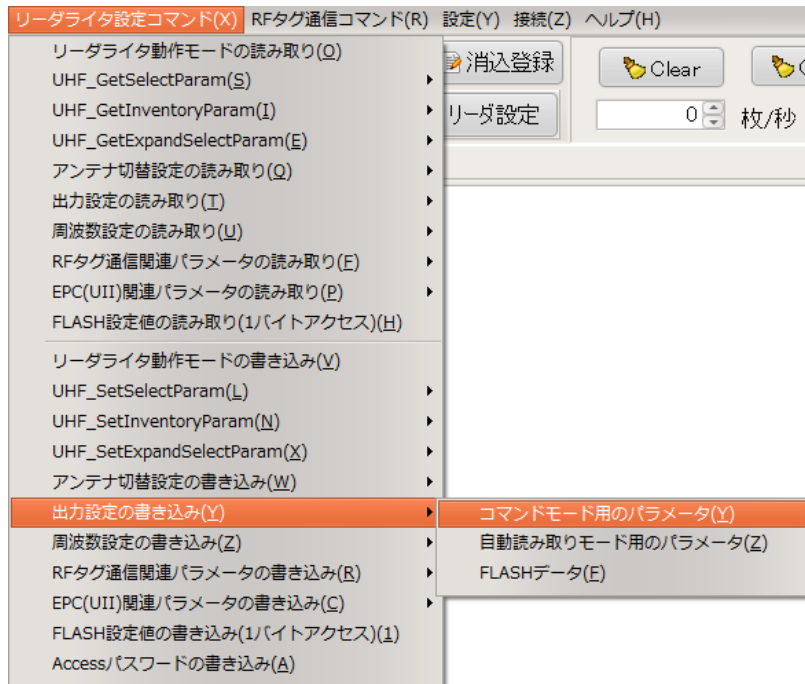 リーダライタ設定コマンド(X) RFタグ通信コマンド(R) 設定(Y) 接続(Z) ヘルプ(H)
消込登録
Clear
リーダ設定
0 枚/秒
リーダライタ動作モードの読み取り(O)
UHF_GetSelectParam(S)
UHF_GetInventoryParam(I)
UHF_GetExpandSelectParam(E)
アンテナ切替設定の読み取り(Q)
出力設定の読み取り(T)
周波数設定の読み取り(U)
RFタグ通信関連パラメータの読み取り(F)
EPC(UII)関連パラメータの読み取り(P)
FLASH設定値の読み取り(1バイトアクセス)(H)
リーダライタ動作モードの書き込み(V)
UHF_SetSelectParam(L)
UHF_SetInventoryParam(N)
UHF_SetExpandSelectParam(X)
アンテナ切替設定の書き込み(W)
出力設定の書き込み(Y)
コマンドモード用のパラメータ(Y)
自動読み取りモード用のパラメータ(Z)
FLASHデータ(F)
周波数設定の書き込み(Z)
RFタグ通信関連パラメータの書き込み(R)
EPC(UII)関連パラメータの書き込み(C)
FLASH設定値の書き込み(1バイトアクセス)(1)
Accessパスワードの書き込み(A)